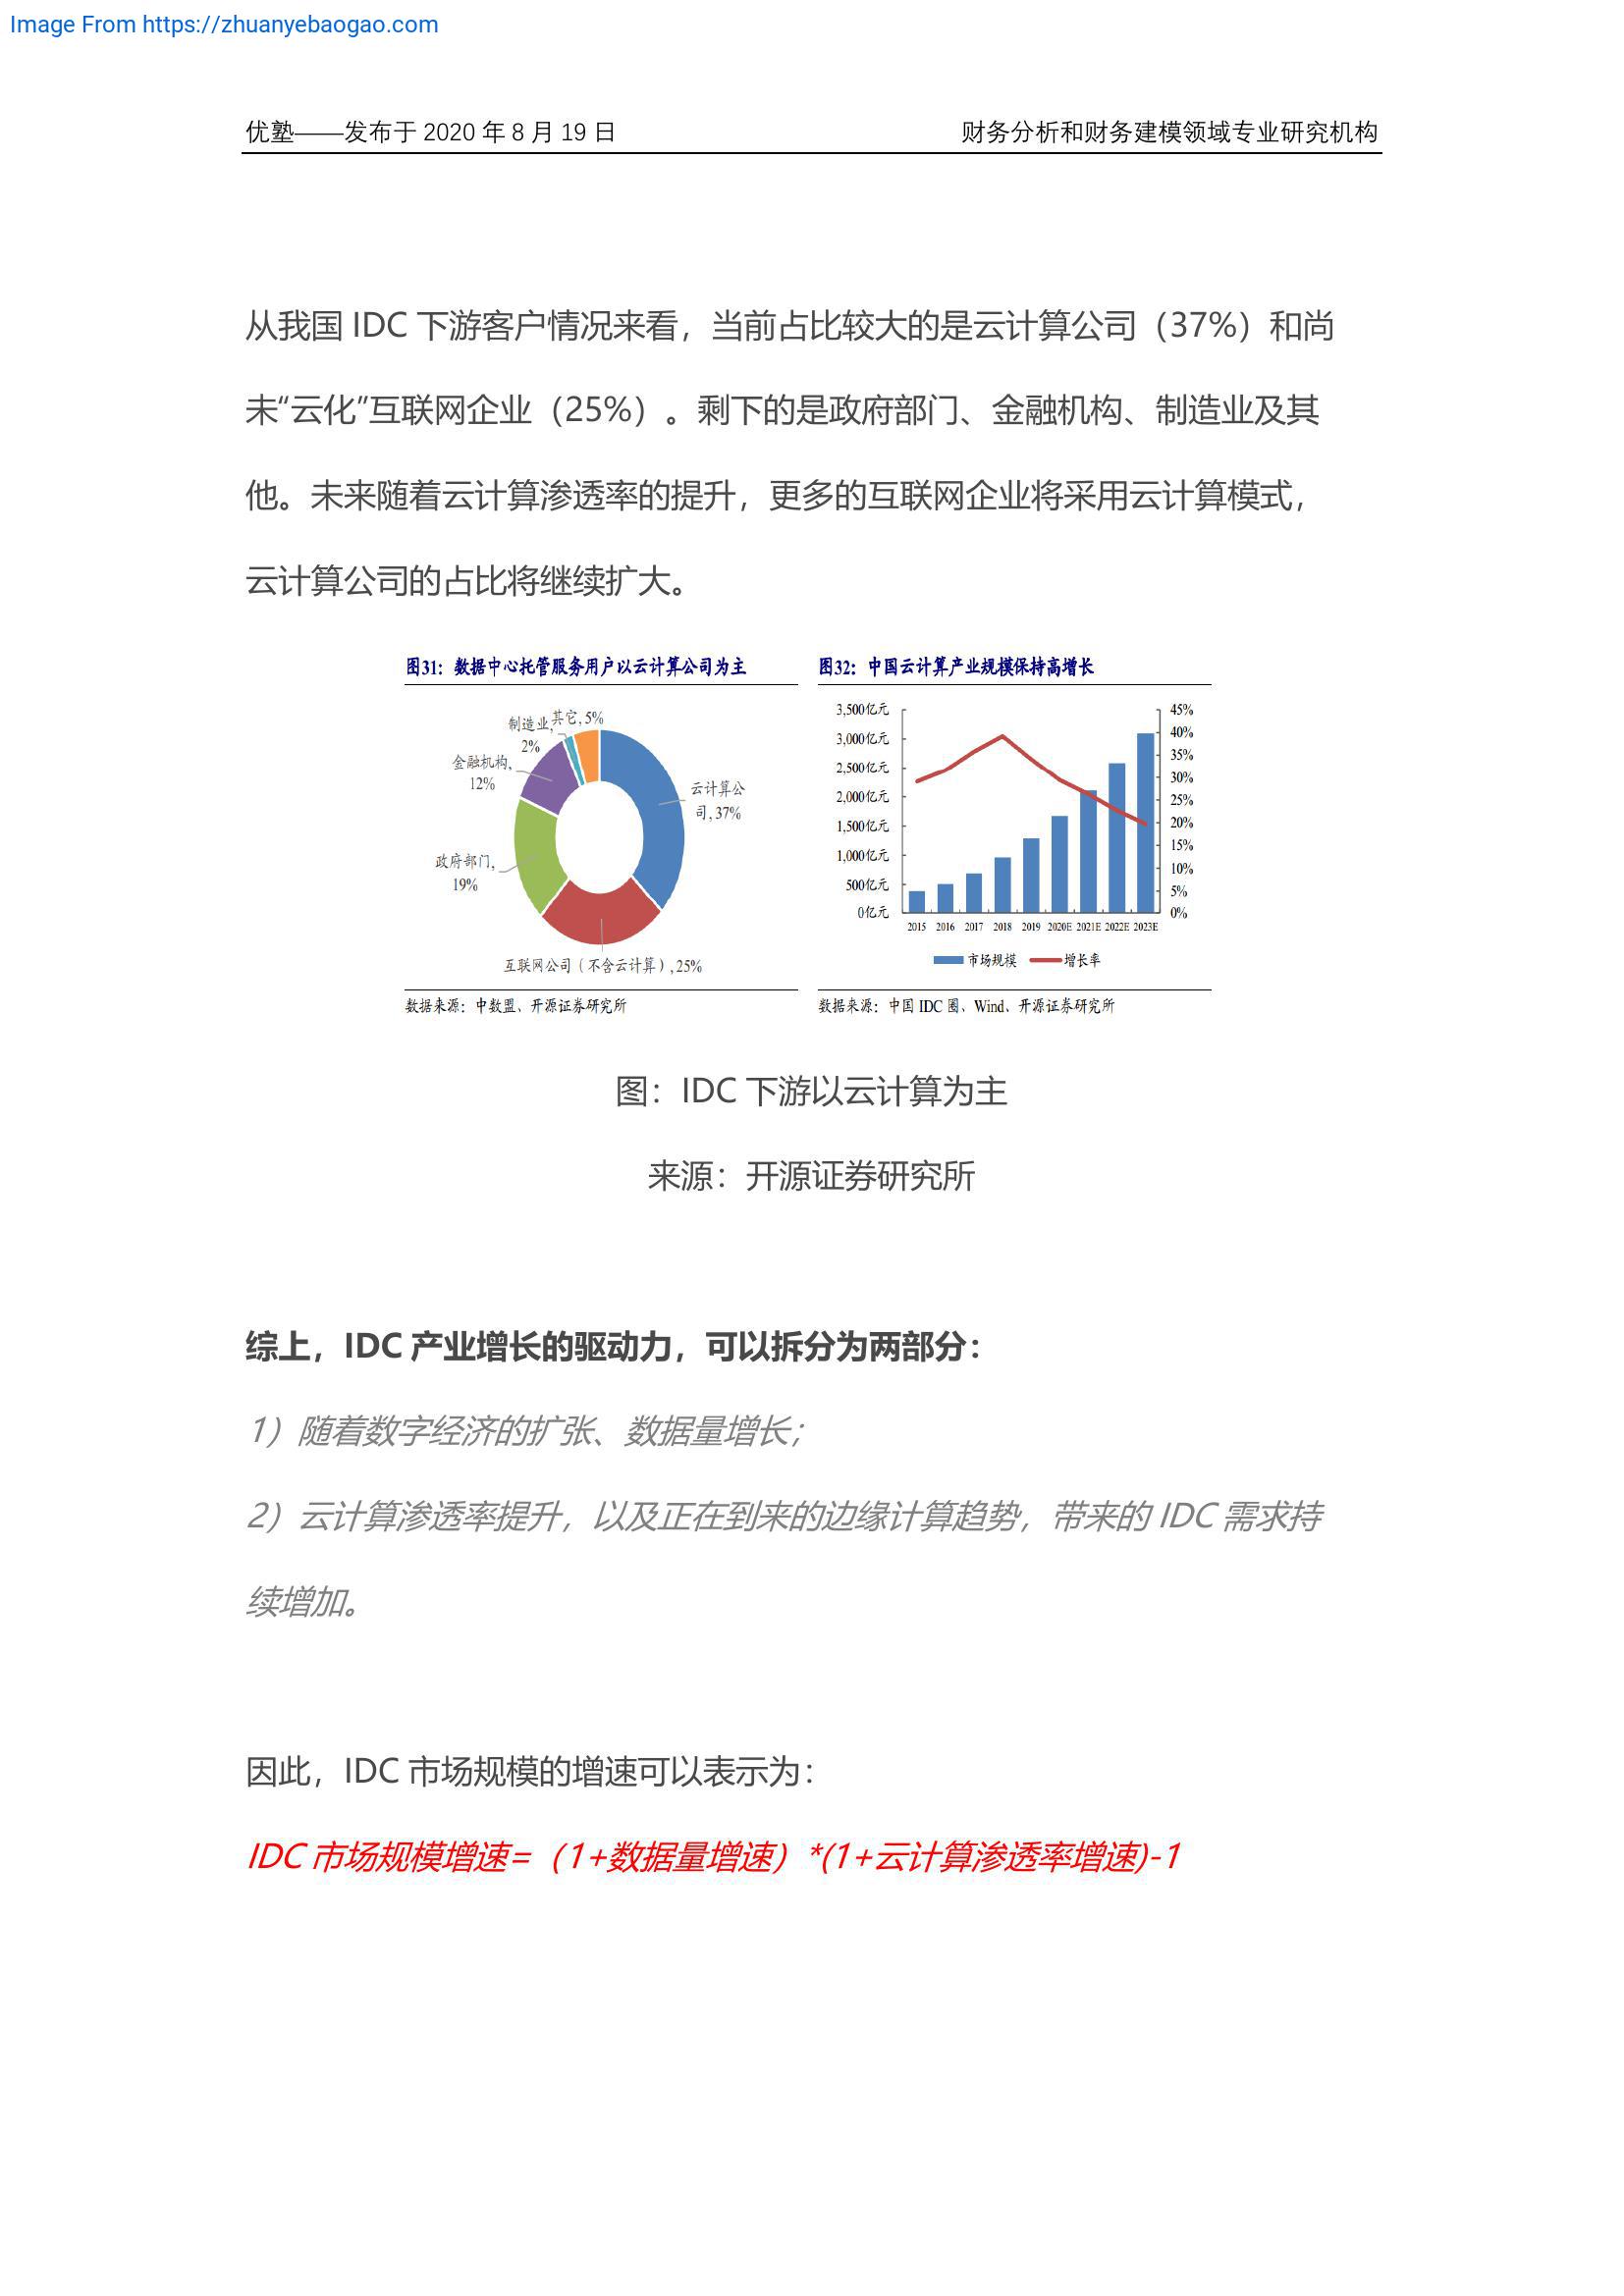 Image From https://zhuanyebaogao.com
优塾——发布于 2020 年 8 月 19 日 财务分析和财务建模领域专业研究机构
从我国 IDC 下游客户情况来看，当前占比较大的是云计算公司（37%）和尚
未“云化”互联网企业（25%）。剩下的是政府部门、金融机构、制造业及其
他。未来随着云计算渗透率的提升，更多的互联网企业将采用云计算模式，
云计算公司的占比将继续扩大。
图31：数据中心托管服务用户以云计算公司为主
制造业,
2%
其它, 5%
金融机构,
12%
云计算公
司, 37%
政府部门,
19%
互联网公司（不含云计算）, 25%
数据来源：中数盟、开源证券研究所
图32：中国云计算产业规模保持高增长
3,500亿元
3,000亿元
2,500亿元
2,000亿元
1,500亿元
1,000亿元
500亿元
0亿元
45%
40%
35%
30%
25%
20%
15%
10%
5%
0%
2015 2016 2017 2018 2019 2020E 2021E 2022E 2023E
市场规模 增长率
数据来源：中国 IDC 圈、Wind、开源证券研究所
图：IDC 下游以云计算为主
来源：开源证券研究所
综上，IDC 产业增长的驱动力，可以拆分为两部分：
1）随着数字经济的扩张、数据量增长；
2）云计算渗透率提升，以及正在到来的边缘计算趋势，带来的 IDC 需求持
续增加。
因此，IDC 市场规模的增速可以表示为：
IDC 市场规模增速=（1+数据量增速）*(1+云计算渗透率增速)-1